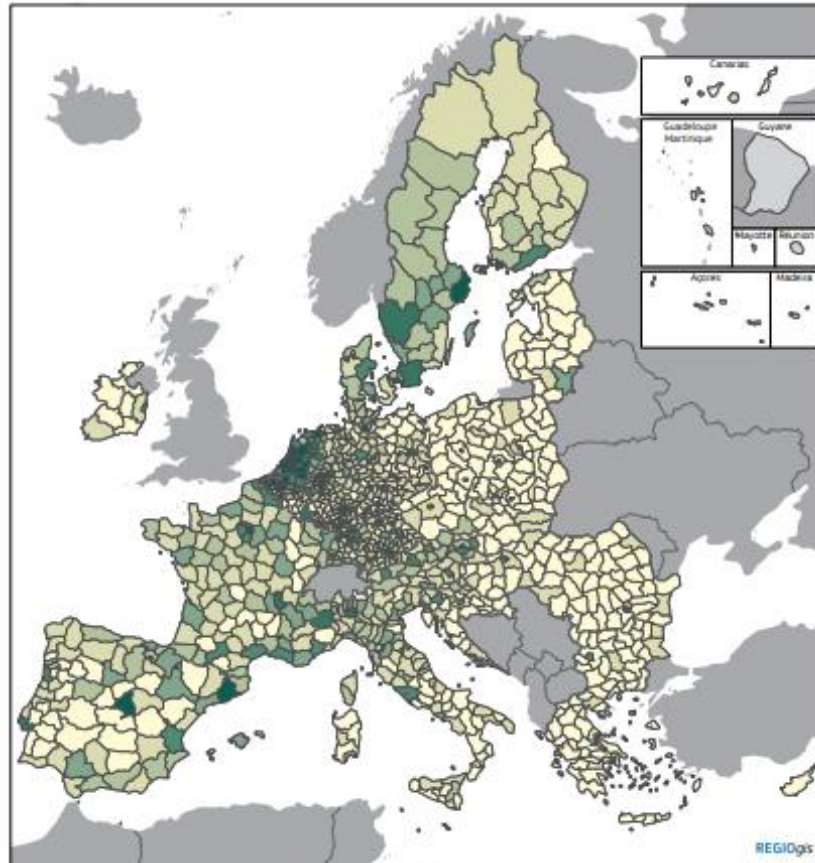 Canarias
Guadeloupe
Martinique
Guyane
Mayotte
Réunion
Açores
Madeira
REGIOgis